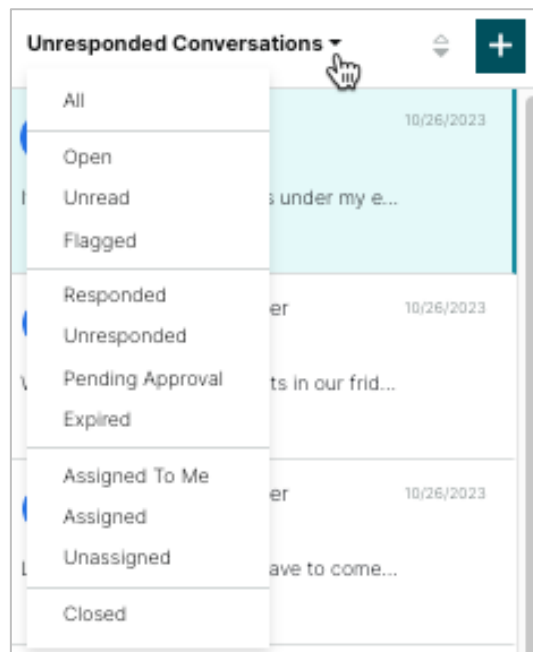 Unresponded Conversations
+
All
10/26/2023
Open
Unread
s under my e...
Flagged
Responded
er
10/26/2023
Unresponded
Pending Approval
ts in our frid...
Expired
Assigned To Me
er
10/26/2023
Assigned
Unassigned
ave to come...
Closed